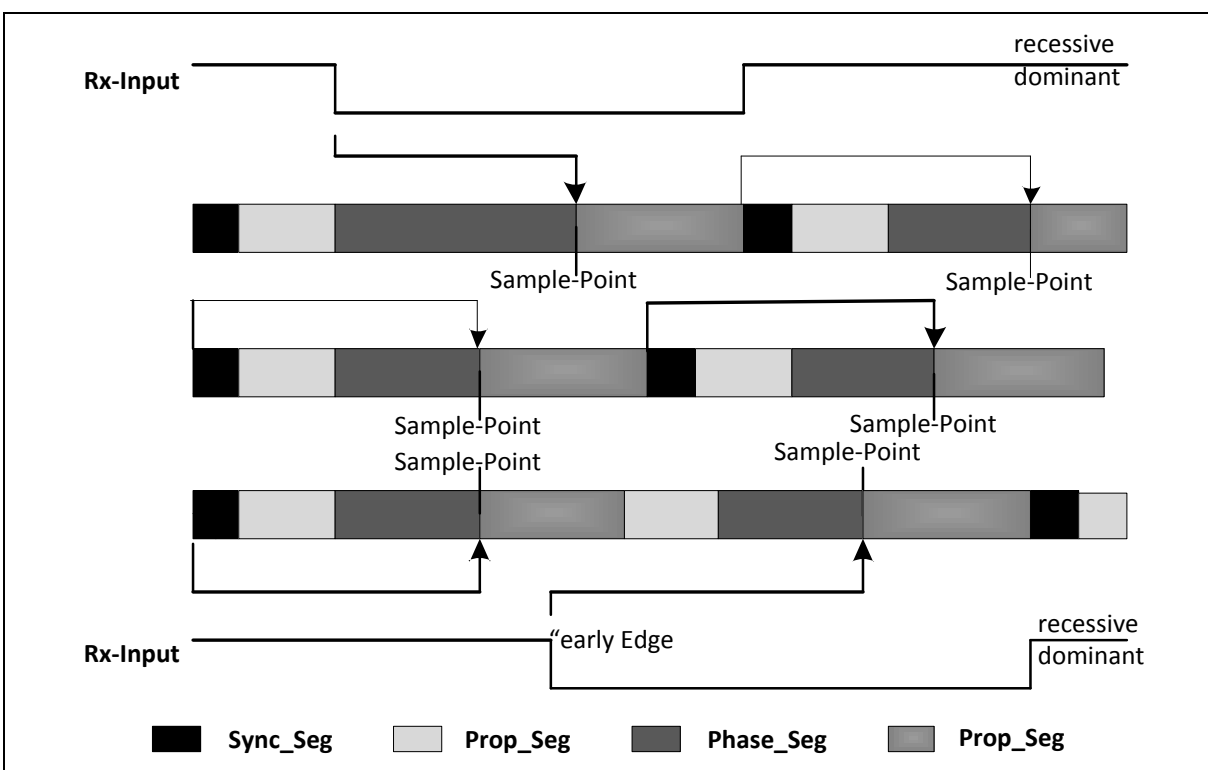 recessive
Rx-Input
dominant
Sample-Point
Sample-Point
Sample-Point
Sample-Point
Sample-Point
Sample-Point
"early Edge
recessive
Rx-Input
dominant
Sync_Seg
Prop_Seg
Phase_Seg
Prop_Seg